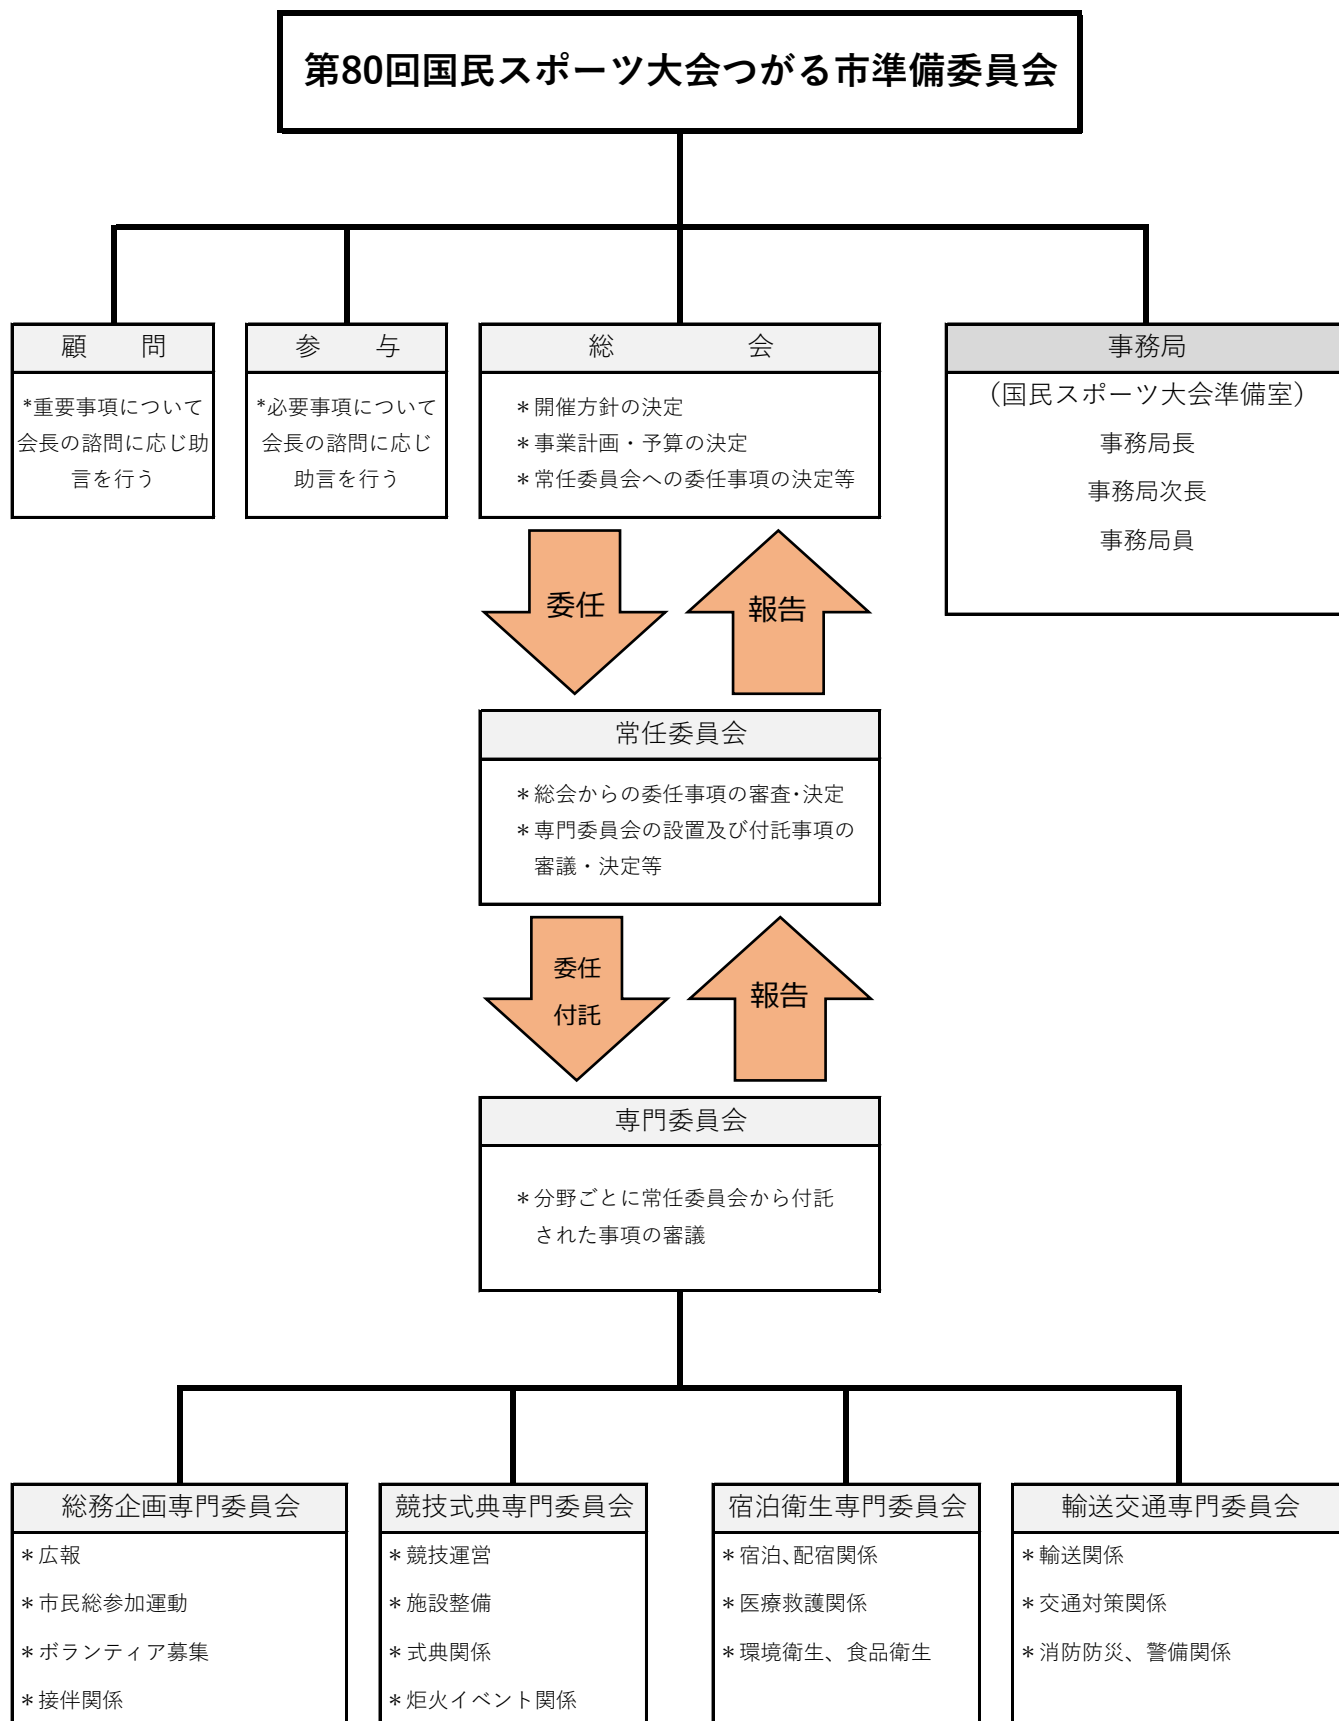 第80回国民スポーツ大会つがる市準備委員会
顧　問
*重要事項について
会長の諮問に応じ助
言を行う
参　与
*必要事項について
会長の諮問に応じ
助言を行う
総　会
＊開催方針の決定
＊事業計画・予算の決定
＊常任委員会への委任事項の決定等
事務局
（国民スポーツ大会準備室）
事務局長
事務局次長
事務局員
委任
報告
常任委員会
＊総会からの委任事項の審査・決定
＊専門委員会の設置及び付託事項の
審議・決定等
委任
付託
報告
専門委員会
＊分野ごとに常任委員会から付託
された事項の審議
総務企画専門委員会
＊広報
＊市民総参加運動
＊ボランティア募集
＊接伴関係
競技式典専門委員会
＊競技運営
＊施設整備
＊式典関係
＊炬火イベント関係
宿泊衛生専門委員会
＊宿泊、配宿関係
＊医療救護関係
＊環境衛生、食品衛生
輸送交通専門委員会
＊輸送関係
＊交通対策関係
＊消防防災、警備関係